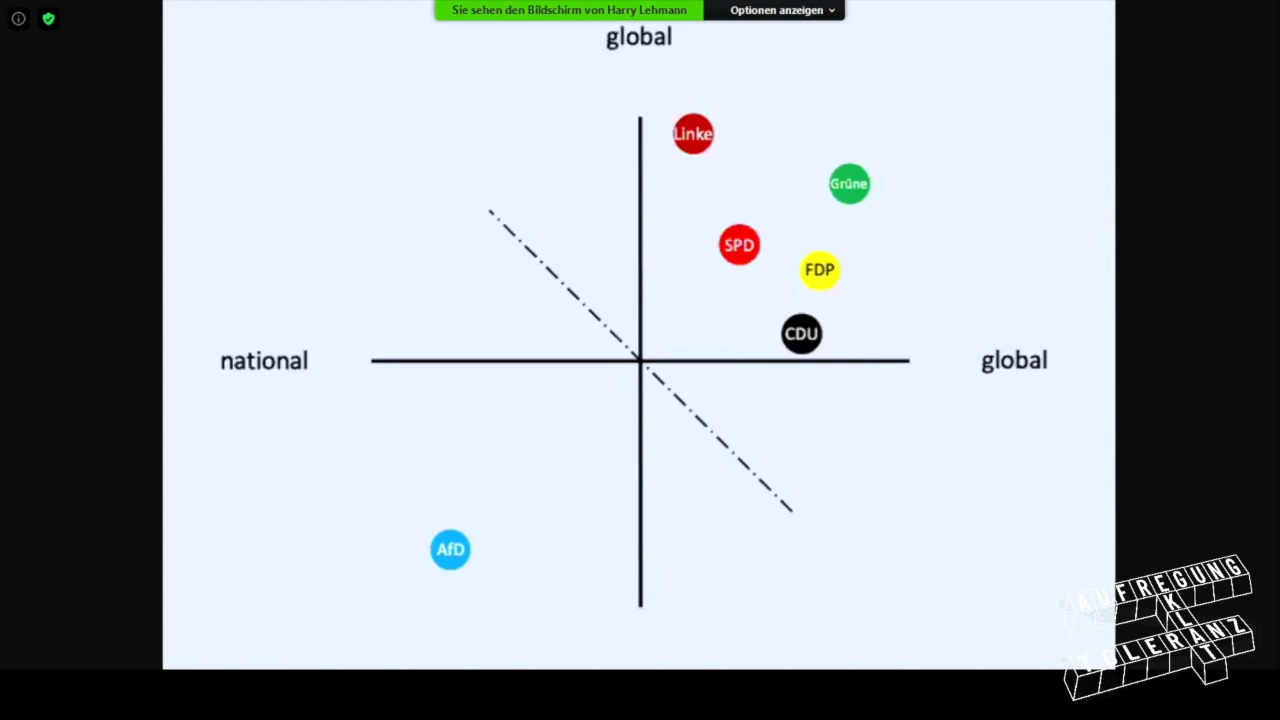 Sie sehen den Bildschirm von Harry Lehmann
Optionen anzeigen
global
Linke
Grüne
SPD
FDP
CDU
national
global
AfD
AUFREGUNG
EKLAT
TOLERANZ